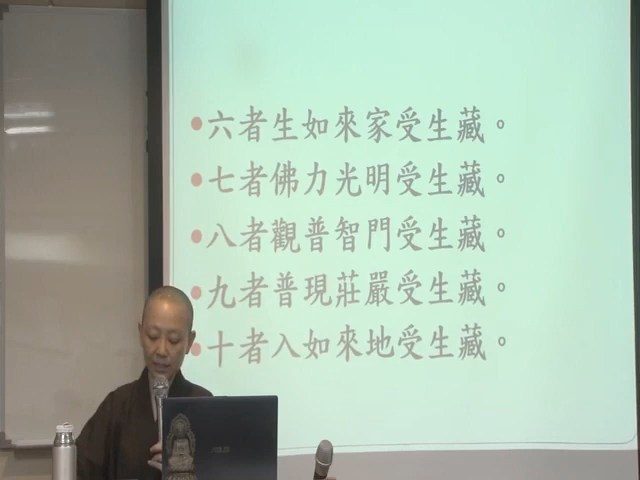 •六者生如來家受生藏。
•七者佛力光明受生藏。
•八者觀普智門受生藏。
•九者普現莊嚴受生藏。
•十者入如來地受生藏。